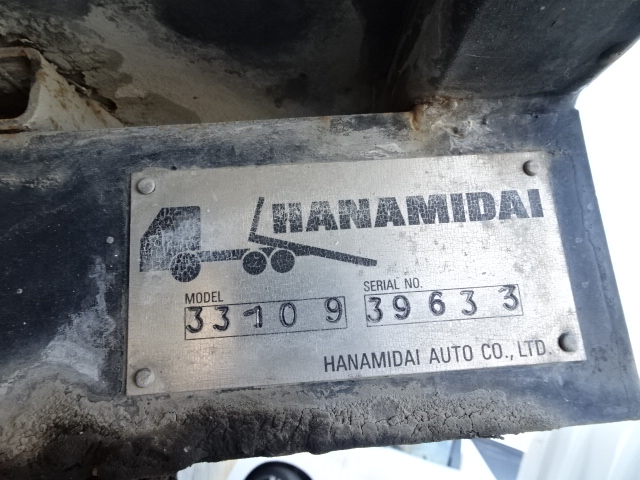 HANAMIDAI
MODEL SERIAL NO.
33109 39633
HANAMIDAI AUTO CO., LTD.